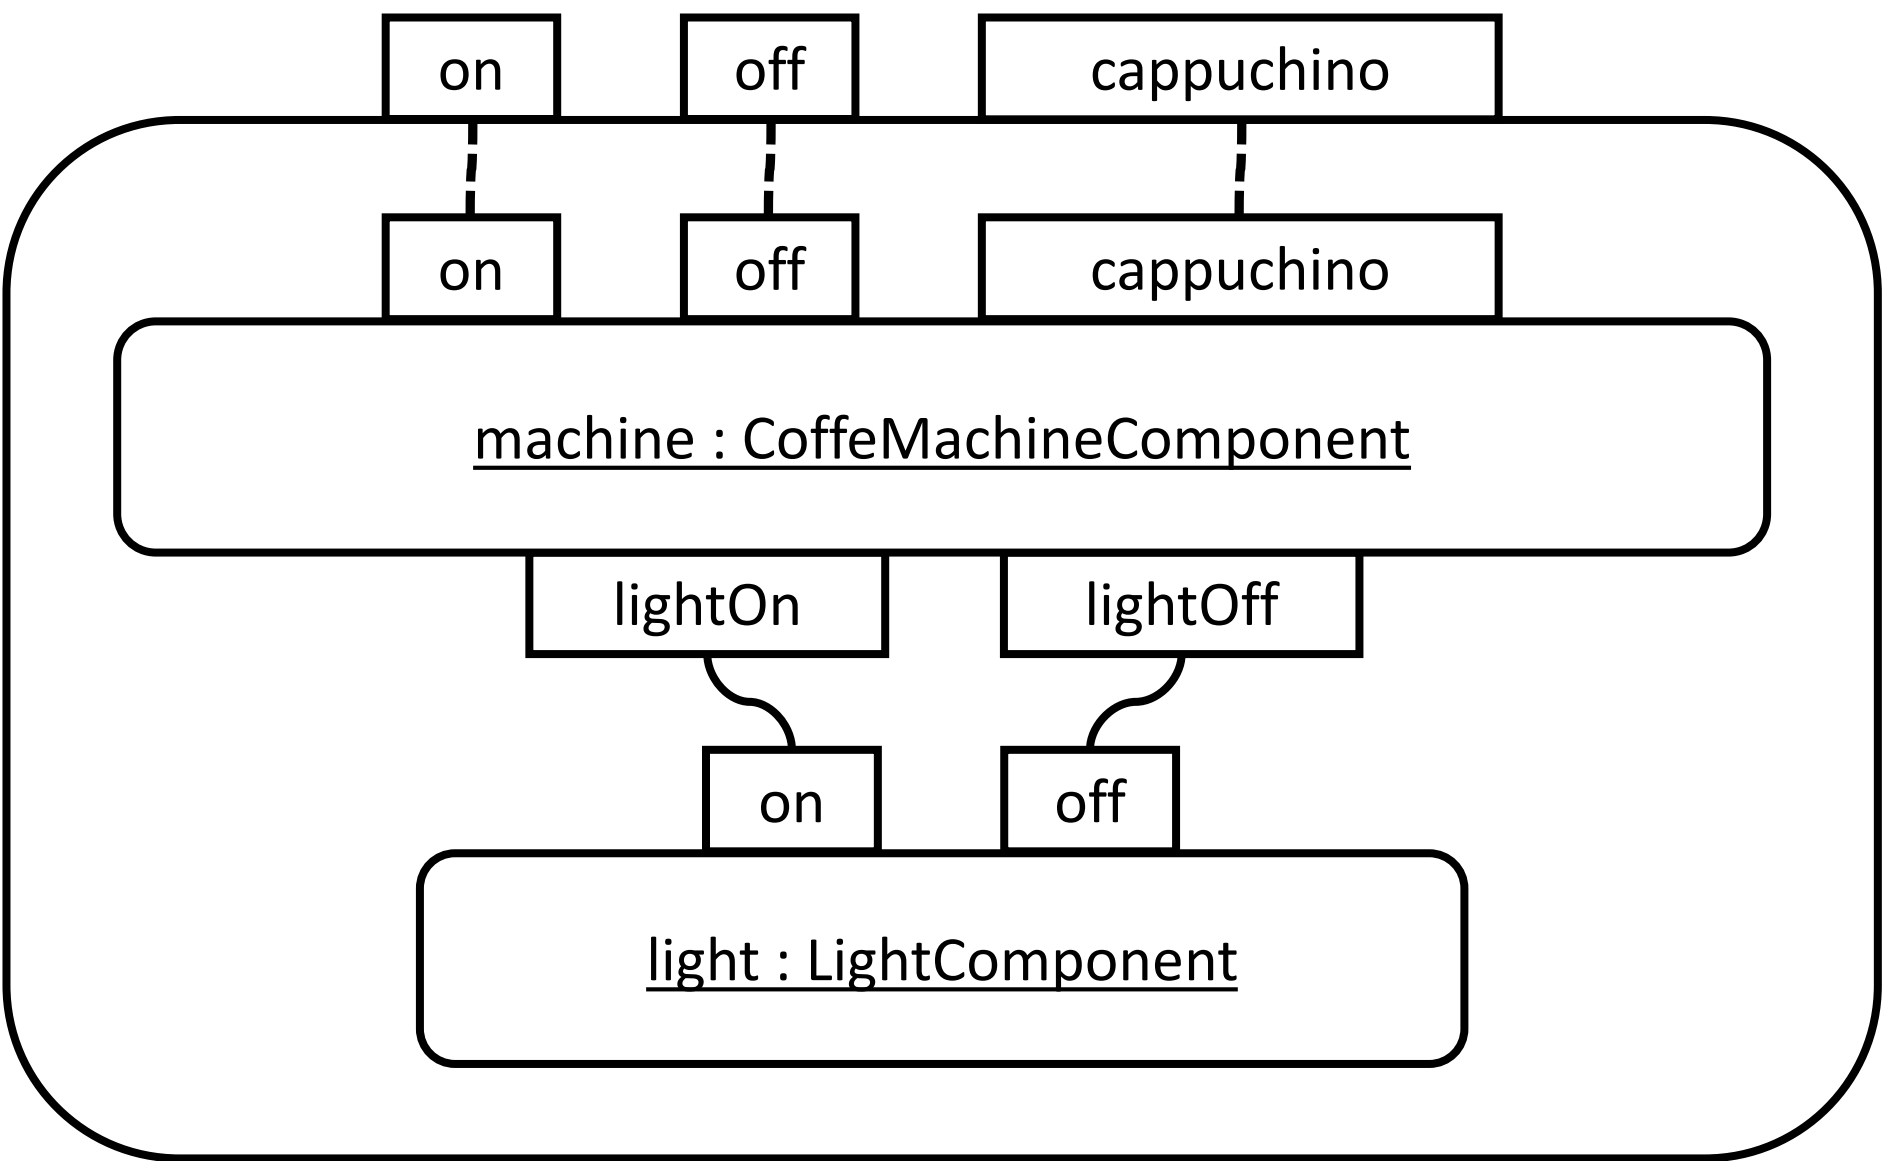 on off cappuchino
on off cappuchino
machine : CoffeMachineComponent
lightOn lightOff
on off
light : LightComponent